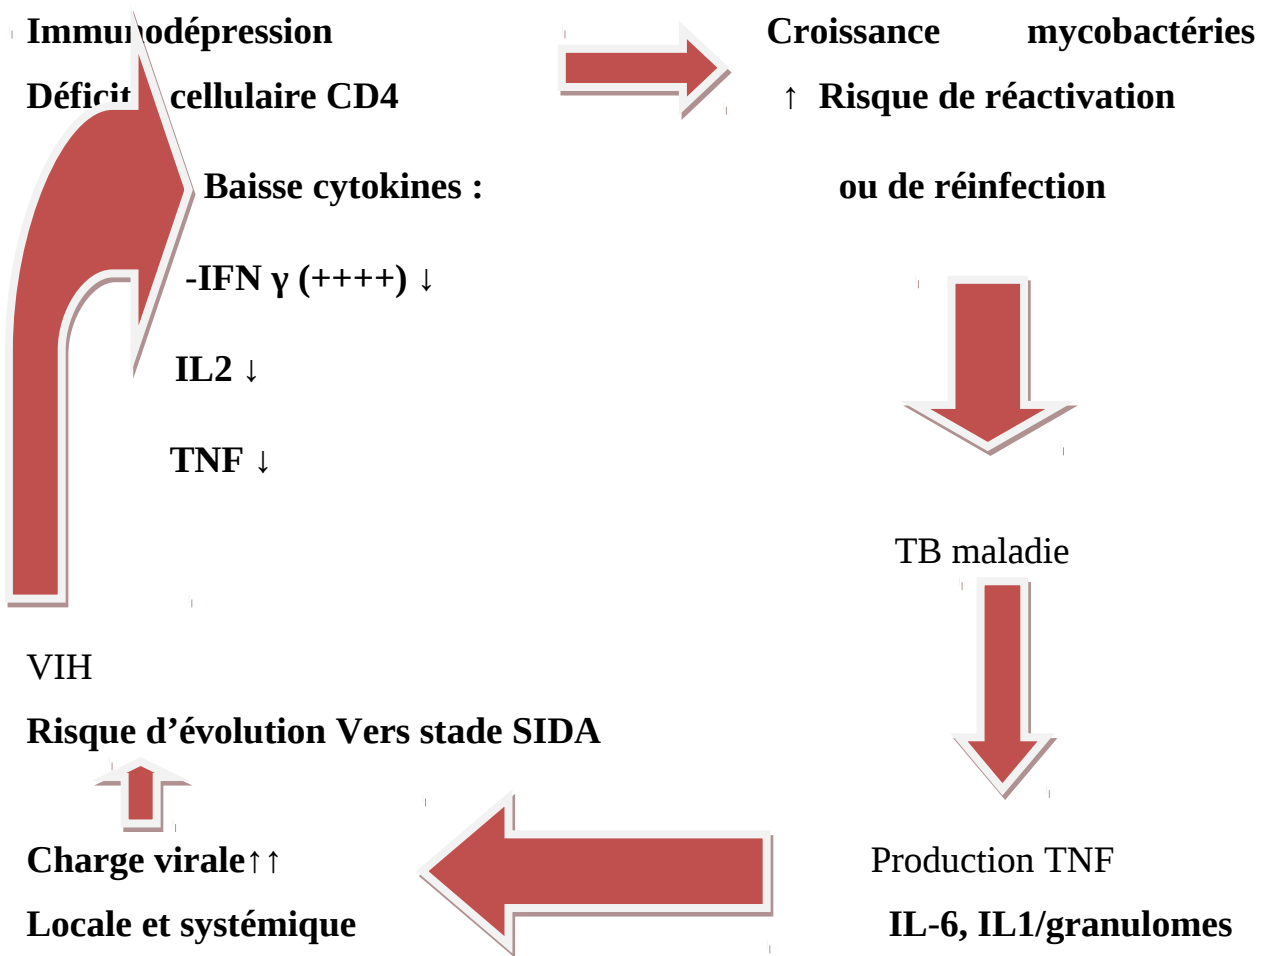 Immunodépression
Croissance mycobactéries
Déficit cellulaire CD4
↑ Risque de réactivation
Baisse cytokines :
ou de réinfection
-IFN γ (++++) ↓
IL2 ↓
TNF ↓
TB maladie
VIH
Risque d’évolution Vers stade SIDA
Charge virale↑↑
Production TNF
Locale et systémique
IL-6, IL1/granulomes